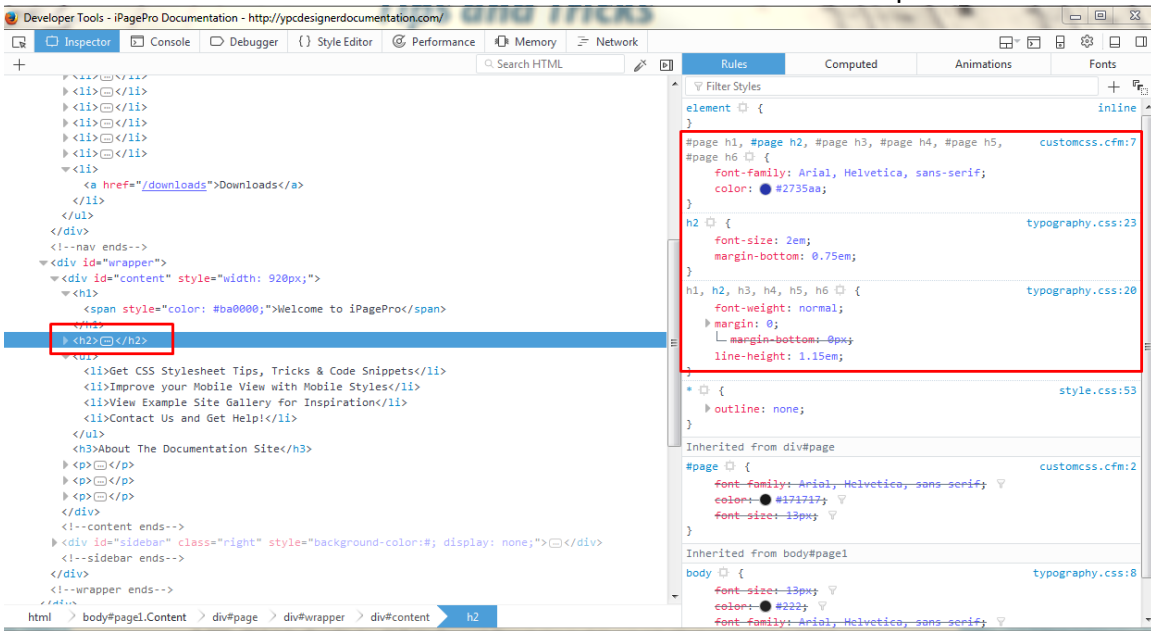 Tips and Tricks
Developer Tools - iPagePro Documentation - http://ypcdesignerdocumentation.com/
Inspector Console Debugger { } Style Editor Performance Memory Network
+ Search HTML
<li></li>
<li></li>
<li></li>
<li></li>
<li></li>
<li></li>
<li>
<a href="/downloads">Downloads</a>
</li>
</ul>
</div>
<!--nav ends-->
<div id="wrapper">
<div id="content" style="width: 920px;">
<h1>
<span style="color: #ba0000;">Welcome to iPagePro</span>
</h1>
<h2></h2>
<ul>
<li>Get CSS Stylesheet Tips, Tricks & Code Snippets</li>
<li>Improve your Mobile View with Mobile Styles</li>
<li>View Example Site Gallery for Inspiration</li>
<li>Contact Us and Get Help!</li>
</ul>
<h3>About The Documentation Site</h3>
<p></p>
<p></p>
<p></p>
</div>
<!--content ends-->
<div id="sidebar" class="right" style="background-color:#; display: none;"></div>
<!--sidebar ends-->
</div>
<!--wrapper ends-->
</div>
html body#page1.Content div#page div#wrapper div#content h2
Rules Computed Animations Fonts
Filter Styles +
element { inline
}
#page h1, #page h2, #page h3, #page h4, #page h5, customcss.cfm:7
#page h6 {
font-family: Arial, Helvetica, sans-serif;
color: #2735aa;
}
h2 { typography.css:23
font-size: 2em;
margin-bottom: 0.75em;
}
h1, h2, h3, h4, h5, h6 { typography.css:20
font-weight: normal;
margin: 0;
margin-bottom: 0px;
line-height: 1.15em;
}
* { style.css:53
outline: none;
}
Inherited from div#page
#page { customcss.cfm:2
font-family: Arial, Helvetica, sans-serif;
color: #171717;
font-size: 13px;
}
Inherited from body#page1
body { typography.css:8
font-size: 13px;
color: #222;
font-family: Arial, Helvetica, sans-serif;